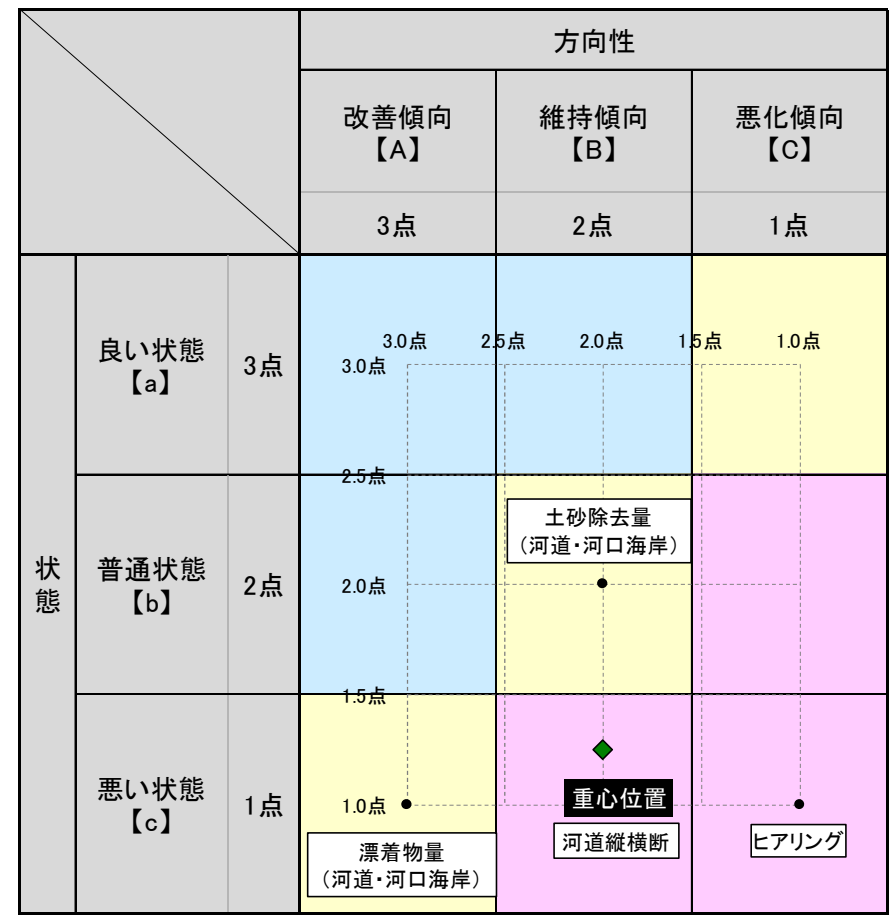 方向性
改善傾向
【A】
維持傾向
【B】
悪化傾向
【C】
3点
2点
1点
状態
良い状態
【a】
3点
3.0点
2.5点
2.0点
1.5点
1.0点
3.0点
2.5点
普通状態
【b】
2点
土砂除去量
（河道・河口海岸）
2.0点
1.5点
悪い状態
【c】
1点
1.0点
重心位置
漂着物量
（河道・河口海岸）
河道縦横断
ヒアリング